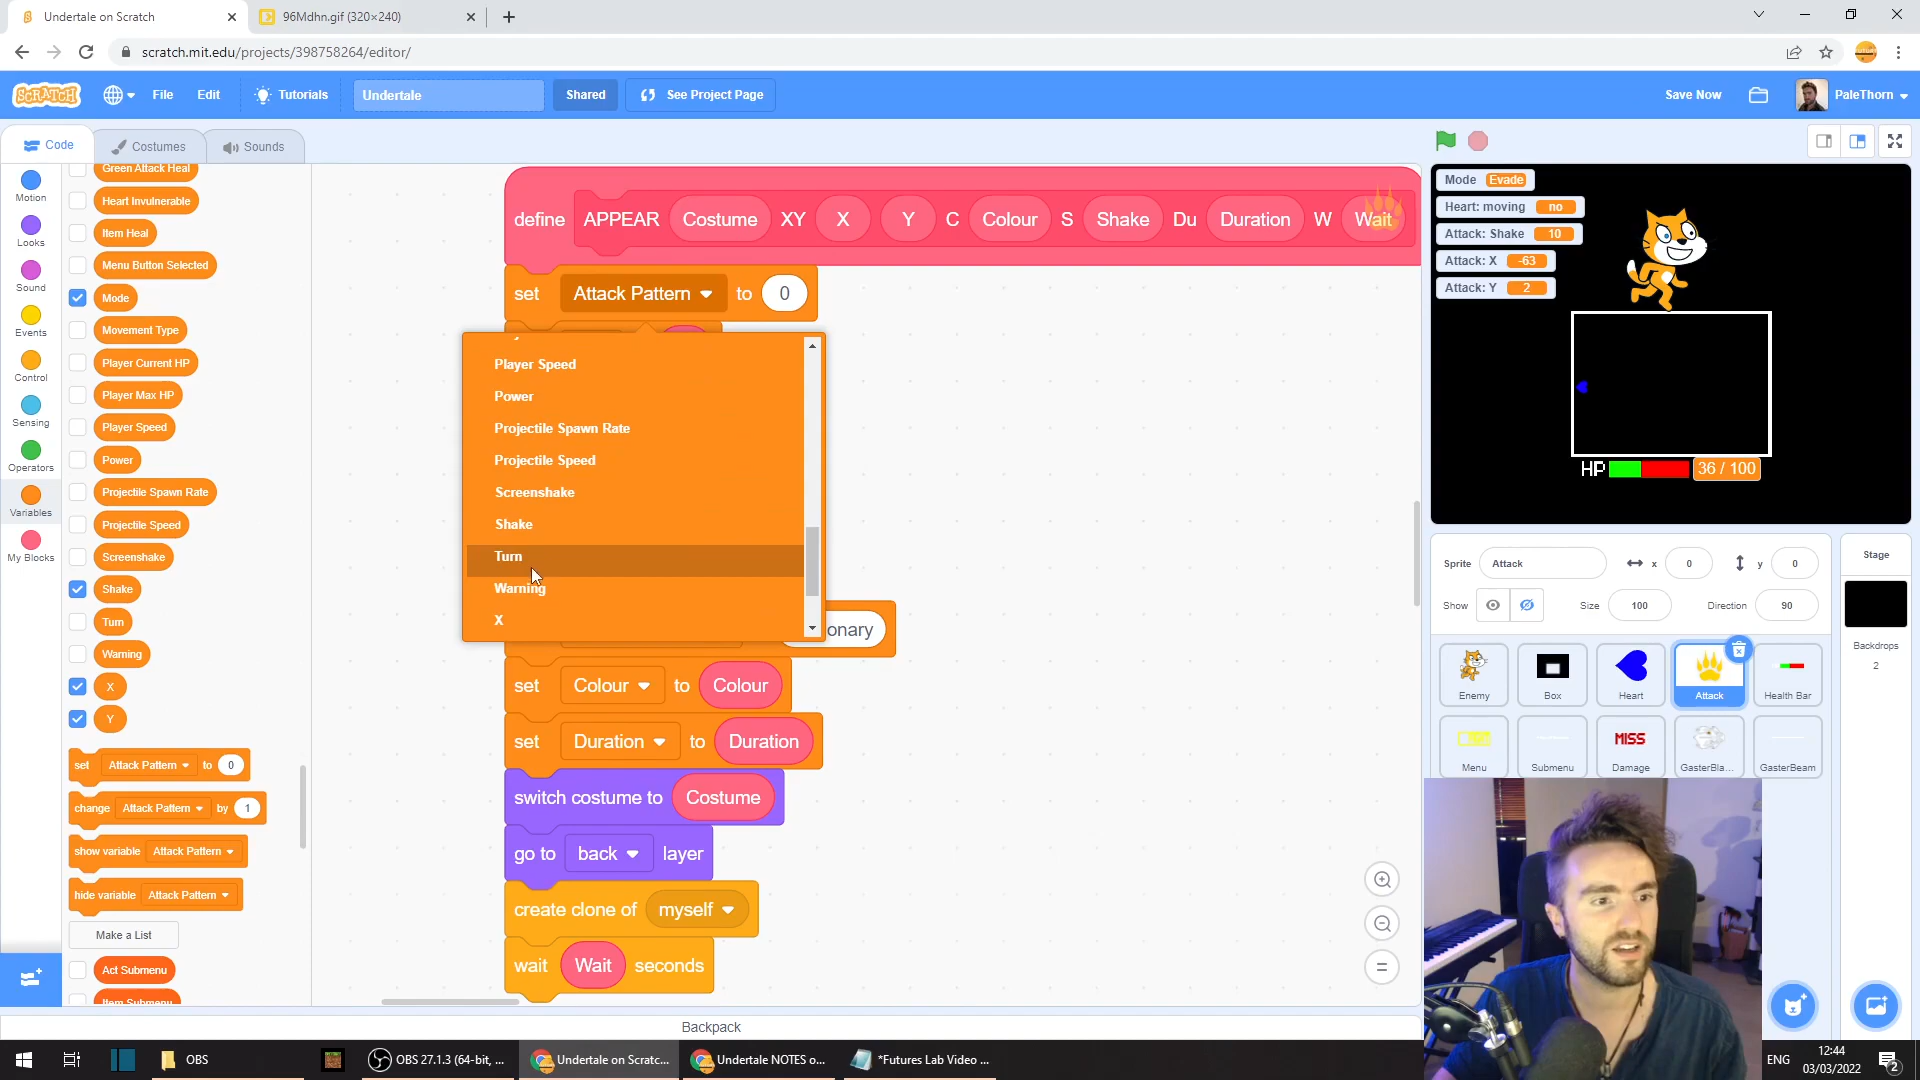 Undertale on Scratch
96Mdhn.gif (320×240)
scratch.mit.edu/projects/398758264/editor/
SCRATCH
File
Edit
Tutorials
Undertale
Shared
See Project Page
Save Now
PaleThorn
Code
Costumes
Sounds
Motion
Looks
Sound
Events
Control
Sensing
Operators
Variables
My Blocks
Green Attack Heal
Heart Invulnerable
Item Heal
Menu Button Selected
Mode
Movement Type
Player Current HP
Player Max HP
Player Speed
Power
Projectile Spawn Rate
Projectile Speed
Screenshake
Shake
Turn
Warning
X
Y
set Attack Pattern to 0
change Attack Pattern by 1
show variable Attack Pattern
hide variable Attack Pattern
Make a List
Act Submenu
Item Submenu
define APPEAR Costume XY X Y C Colour S Shake Du Duration W Wait
set Attack Pattern to 0
Player Speed
Power
Projectile Spawn Rate
Projectile Speed
Screenshake
Shake
Turn
Warning
X
onary
set Colour to Colour
set Duration to Duration
switch costume to Costume
go to back layer
create clone of myself
wait Wait seconds
Backpack
Mode Evade
Heart: moving no
Attack: Shake 10
Attack: X -63
Attack: Y 2
HP 36 / 100
Sprite Attack x 0 y 0
Show Size 100 Direction 90
Stage
Backdrops
2
Enemy
Box
Heart
Attack
Health Bar
Menu
Submenu
MISS
Damage
GasterBla...
GasterBeam
OBS
OBS 27.1.3 (64-bit, ...
Undertale on Scratc...
Undertale NOTES o...
*Futures Lab Video ...
ENG
12:44
03/03/2022
2